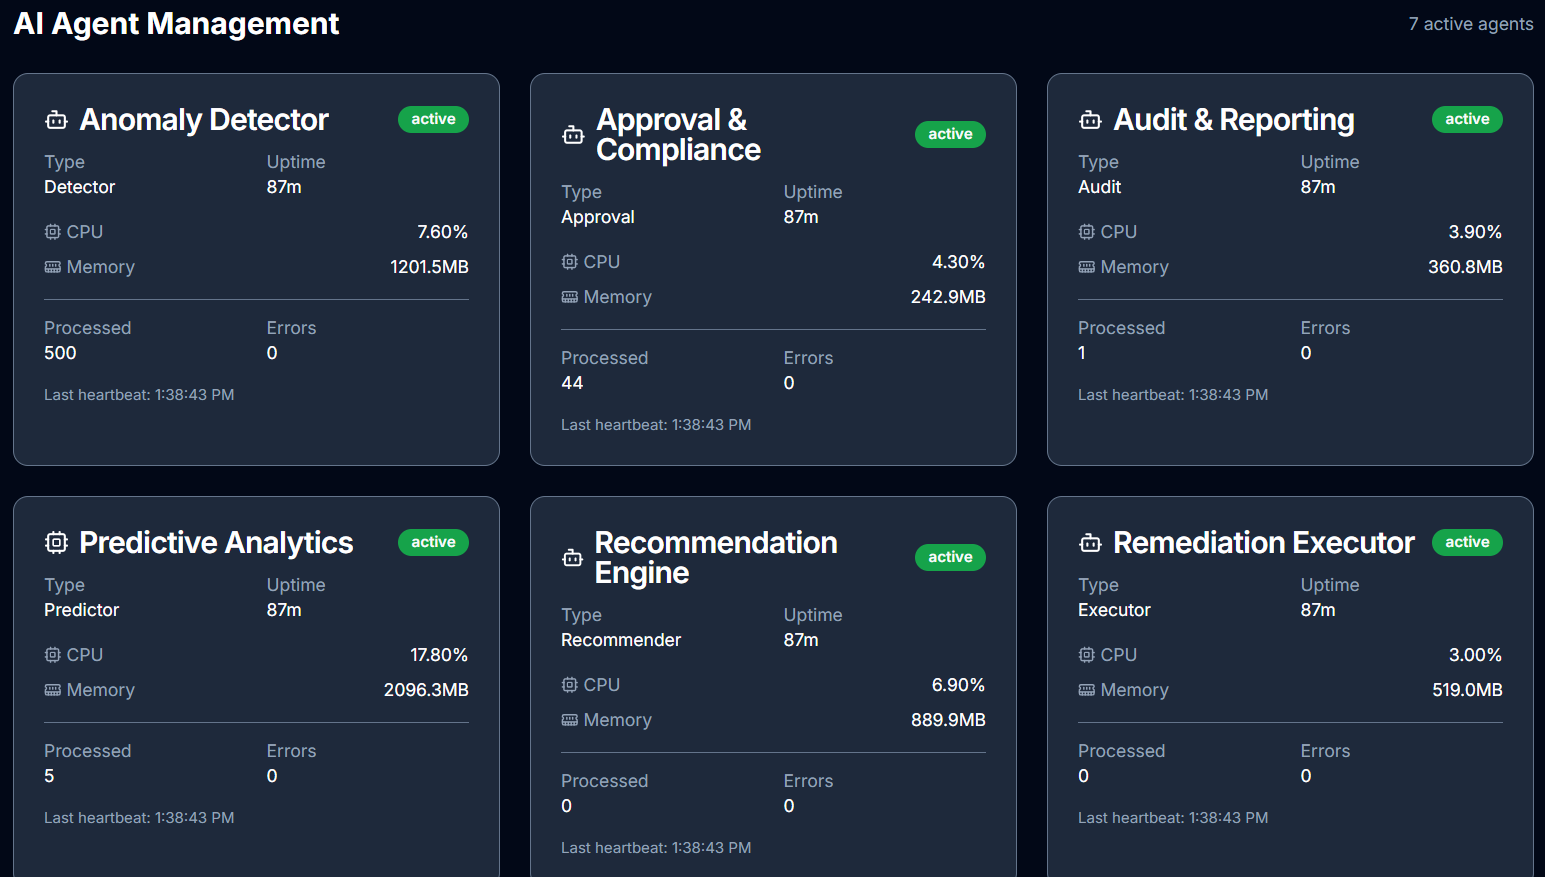 AI Agent Management
7 active agents
Anomaly Detector
active
Type
Uptime
Detector
87m
CPU
7.60%
Memory
1201.5MB
Processed
Errors
500
0
Last heartbeat: 1:38:43 PM
Approval &
Compliance
active
Type
Uptime
Approval
87m
CPU
4.30%
Memory
242.9MB
Processed
Errors
44
0
Last heartbeat: 1:38:43 PM
Audit & Reporting
active
Type
Uptime
Audit
87m
CPU
3.90%
Memory
360.8MB
Processed
Errors
1
0
Last heartbeat: 1:38:43 PM
Predictive Analytics
active
Type
Uptime
Predictor
87m
CPU
17.80%
Memory
2096.3MB
Processed
Errors
5
0
Last heartbeat: 1:38:43 PM
Recommendation
Engine
active
Type
Uptime
Recommender
87m
CPU
6.90%
Memory
889.9MB
Processed
Errors
0
0
Last heartbeat: 1:38:43 PM
Remediation Executor
active
Type
Uptime
Executor
87m
CPU
3.00%
Memory
519.0MB
Processed
Errors
0
0
Last heartbeat: 1:38:43 PM